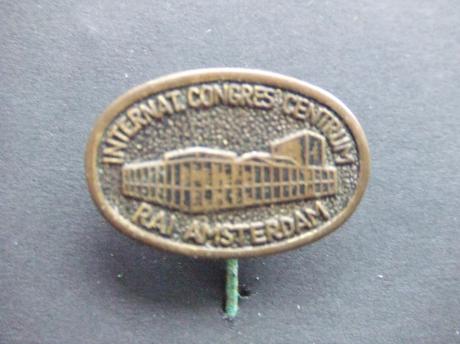 INTERNAT. CONGRES CENTRUM
RAI AMSTERDAM